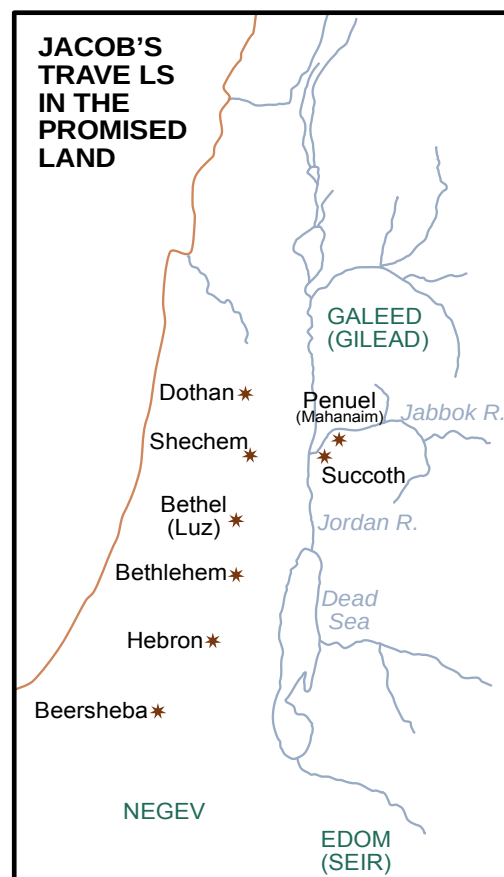 JACOB'S
TRAVE LS
IN THE
PROMISED
LAND
GALEED
(GILEAD)
Dothan
Penuel
(Mahanaim)
Jabbok R.
Shechem
Succoth
Bethel
(Luz)
Jordan R.
Bethlehem
Dead
Sea
Hebron
Beersheba
NEGEV
EDOM
(SEIR)